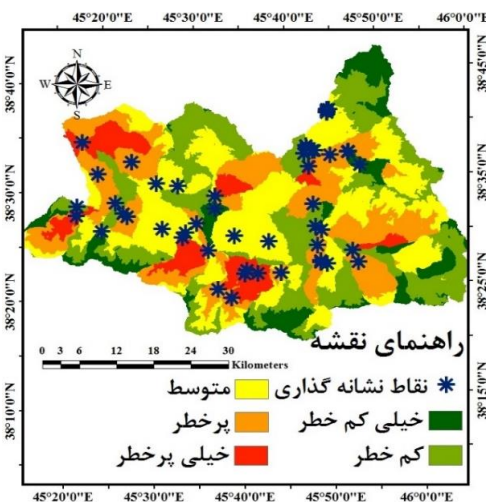 45°20'0"E 45°30'0"E 45°40'0"E 45°50'0"E 46°0'0"E
N
W E
S
38°40'0"N
38°30'0"N
38°20'0"N
38°10'0"N
38°45'0"N
38°35'0"N
38°25'0"N
38°15'0"N
راهنمای نقشه
0 3 6 12 18 24 30
Kilometers
نقاط نشانه گذاری
متوسط
خیلی کم خطر
پرخطر
کم خطر
خیلی پرخطر
45°20'0"E 45°30'0"E 45°40'0"E 45°50'0"E 46°0'0"E